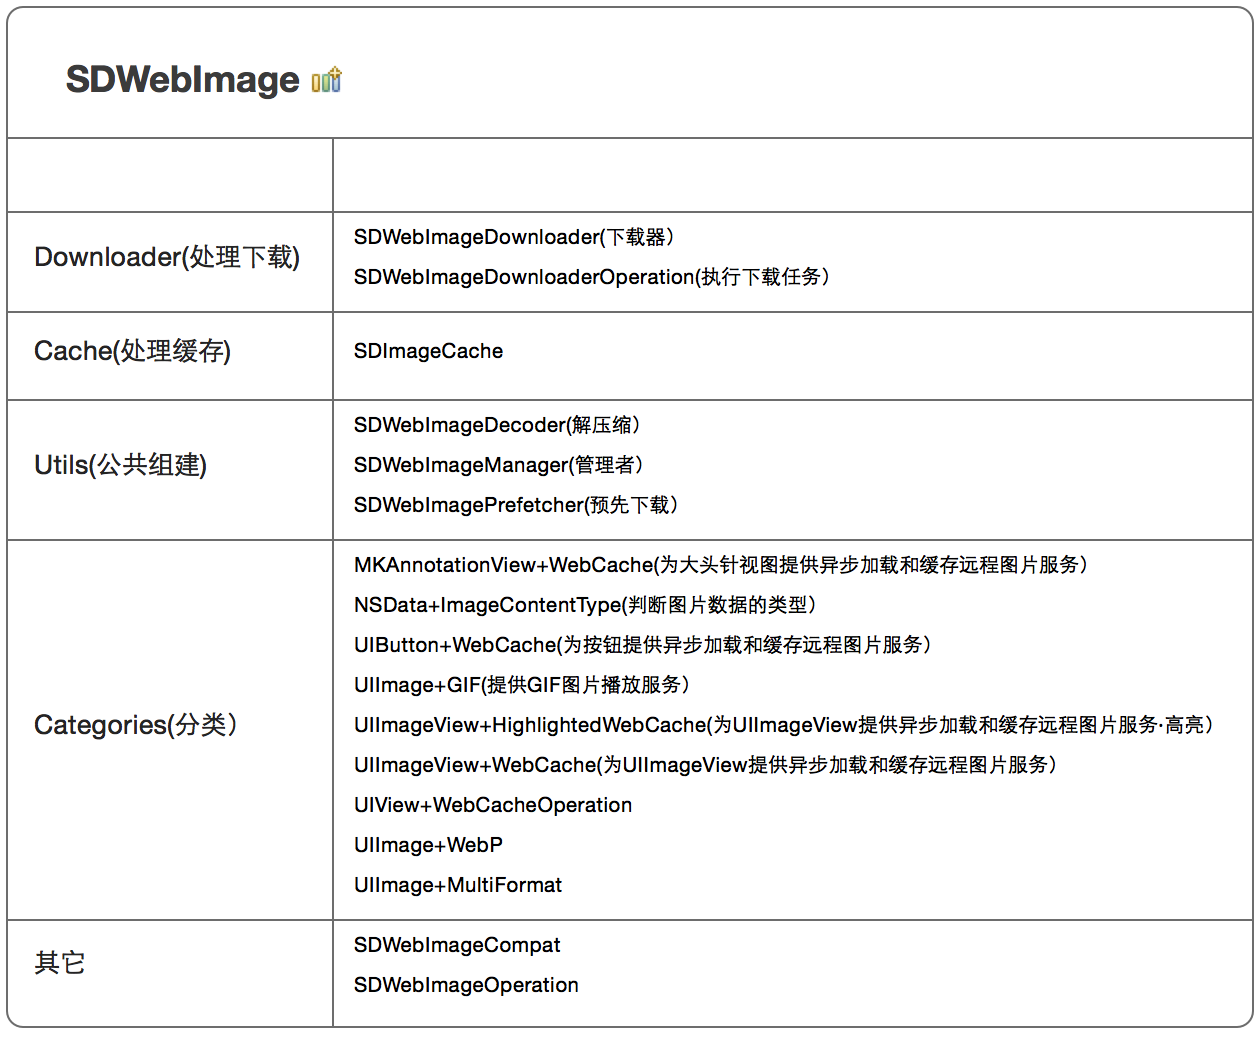 SDWebImage
Downloader(处理下载)
SDWebImageDownloader(下载器）
SDWebImageDownloaderOperation(执行下载任务）
Cache(处理缓存)
SDImageCache
Utils(公共组建)
SDWebImageDecoder(解压缩）
SDWebImageManager(管理者）
SDWebImagePrefetcher(预先下载）
Categories(分类）
MKAnnotationView+WebCache(为大头针视图提供异步加载和缓存远程图片服务）
NSData+ImageContentType(判断图片数据的类型）
UIButton+WebCache(为按钮提供异步加载和缓存远程图片服务）
UIImage+GIF(提供GIF图片播放服务）
UIImageView+HighlightedWebCache(为UIImageView提供异步加载和缓存远程图片服务·高亮）
UIImageView+WebCache(为UIImageView提供异步加载和缓存远程图片服务）
UIView+WebCacheOperation
UIImage+WebP
UIImage+MultiFormat
其它
SDWebImageCompat
SDWebImageOperation